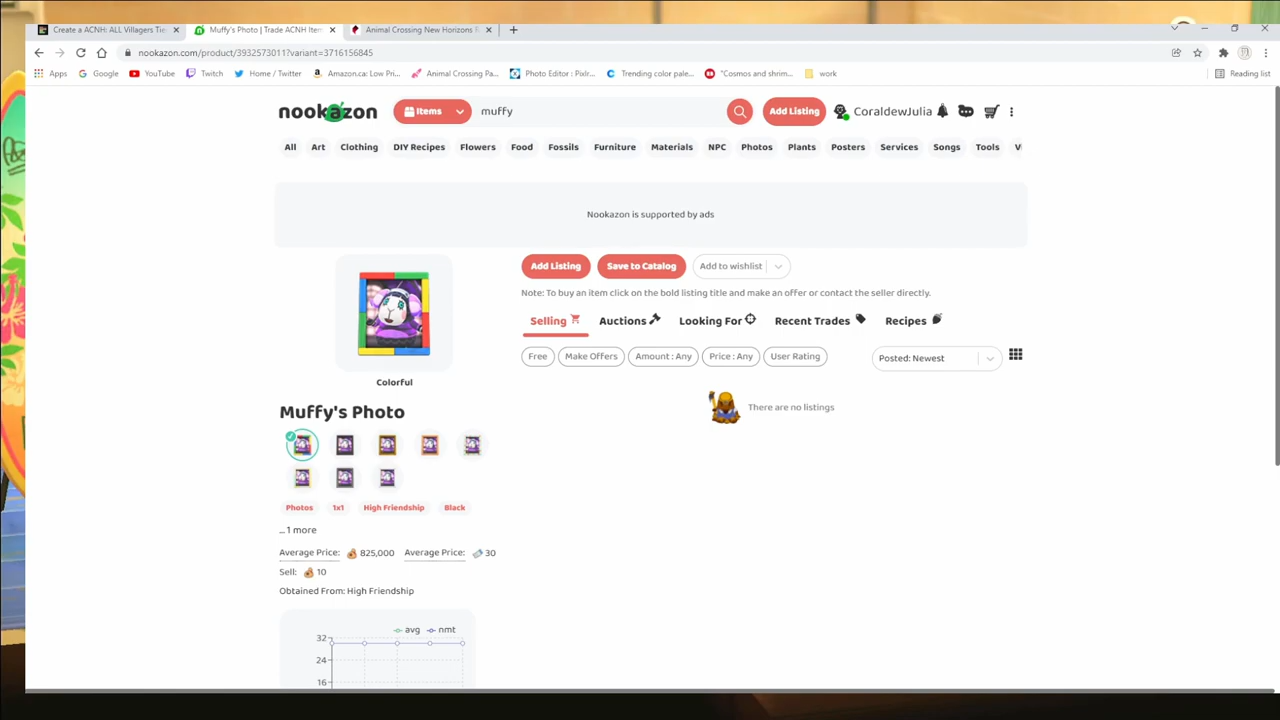 Create a ACNH: ALL Villagers Tie
Muffy's Photo | Trade ACNH Iten
Animal Crossing New Horizons
nookazon.com/product/3932573011?variant=3716156845
Apps Google YouTube Twitch Home / Twitter Amazon.ca: Low Pri... Animal Crossing Pa... Photo Editor : Pixlr... Trending color pale... "Cosmos and shrim... work Reading list
nookazon Items muffy Add Listing CoraldewJulia
All Art Clothing DIY Recipes Flowers Food Fossils Furniture Materials NPC Photos Plants Posters Services Songs Tools V
Nookazon is supported by ads
Add Listing Save to Catalog Add to wishlist
Note: To buy an item click on the bold listing title and make an offer or contact the seller directly.
Selling Auctions Looking For Recent Trades Recipes
Free Make Offers Amount : Any Price : Any User Rating Posted: Newest
There are no listings
Colorful
Muffy's Photo
Photos 1x1 High Friendship Black
... 1 more
Average Price: 825,000 Average Price: 30
Sell: 10
Obtained From: High Friendship
avg nmt
32
24
16